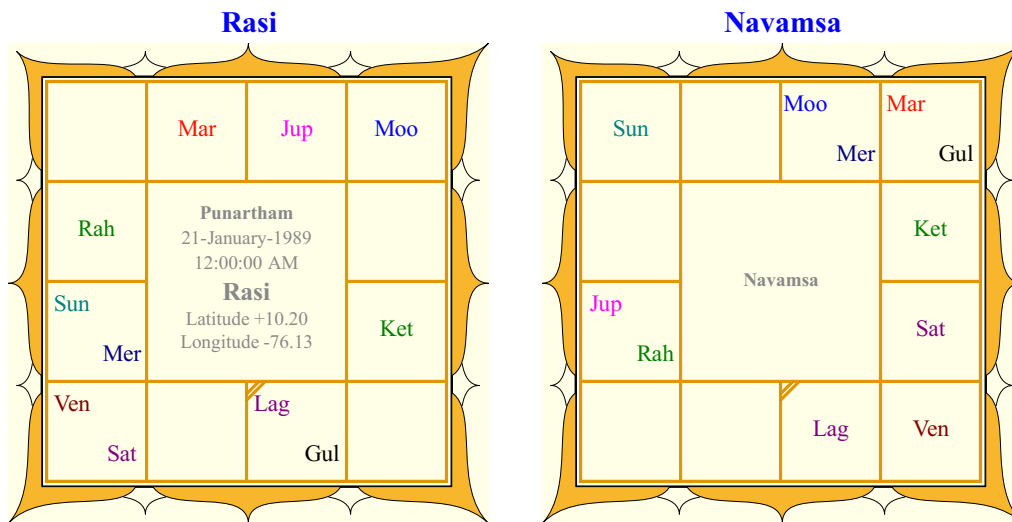 Rasi
Navamsa
Mar
Jup
Moo
Rah
Punartham
21-January-1989
12:00:00 AM
Rasi
Latitude +10.20
Longitude -76.13
Sun
Mer
Ket
Ven
Sat
Lag
Gul
Sun
Moo
Mer
Mar
Gul
Ket
Navamsa
Jup
Rah
Sat
Lag
Ven